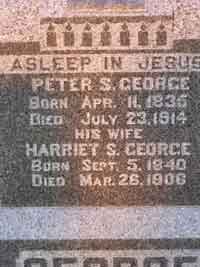 ASLEEP IN JESUS
PETER S. GEORGE
BORN APR. 11, 1835
DIED JULY 23, 1914
HIS WIFE
HARRIET S. GEORGE
BORN SEPT. 5, 1840
DIED MAR. 26, 1906
GEORGE